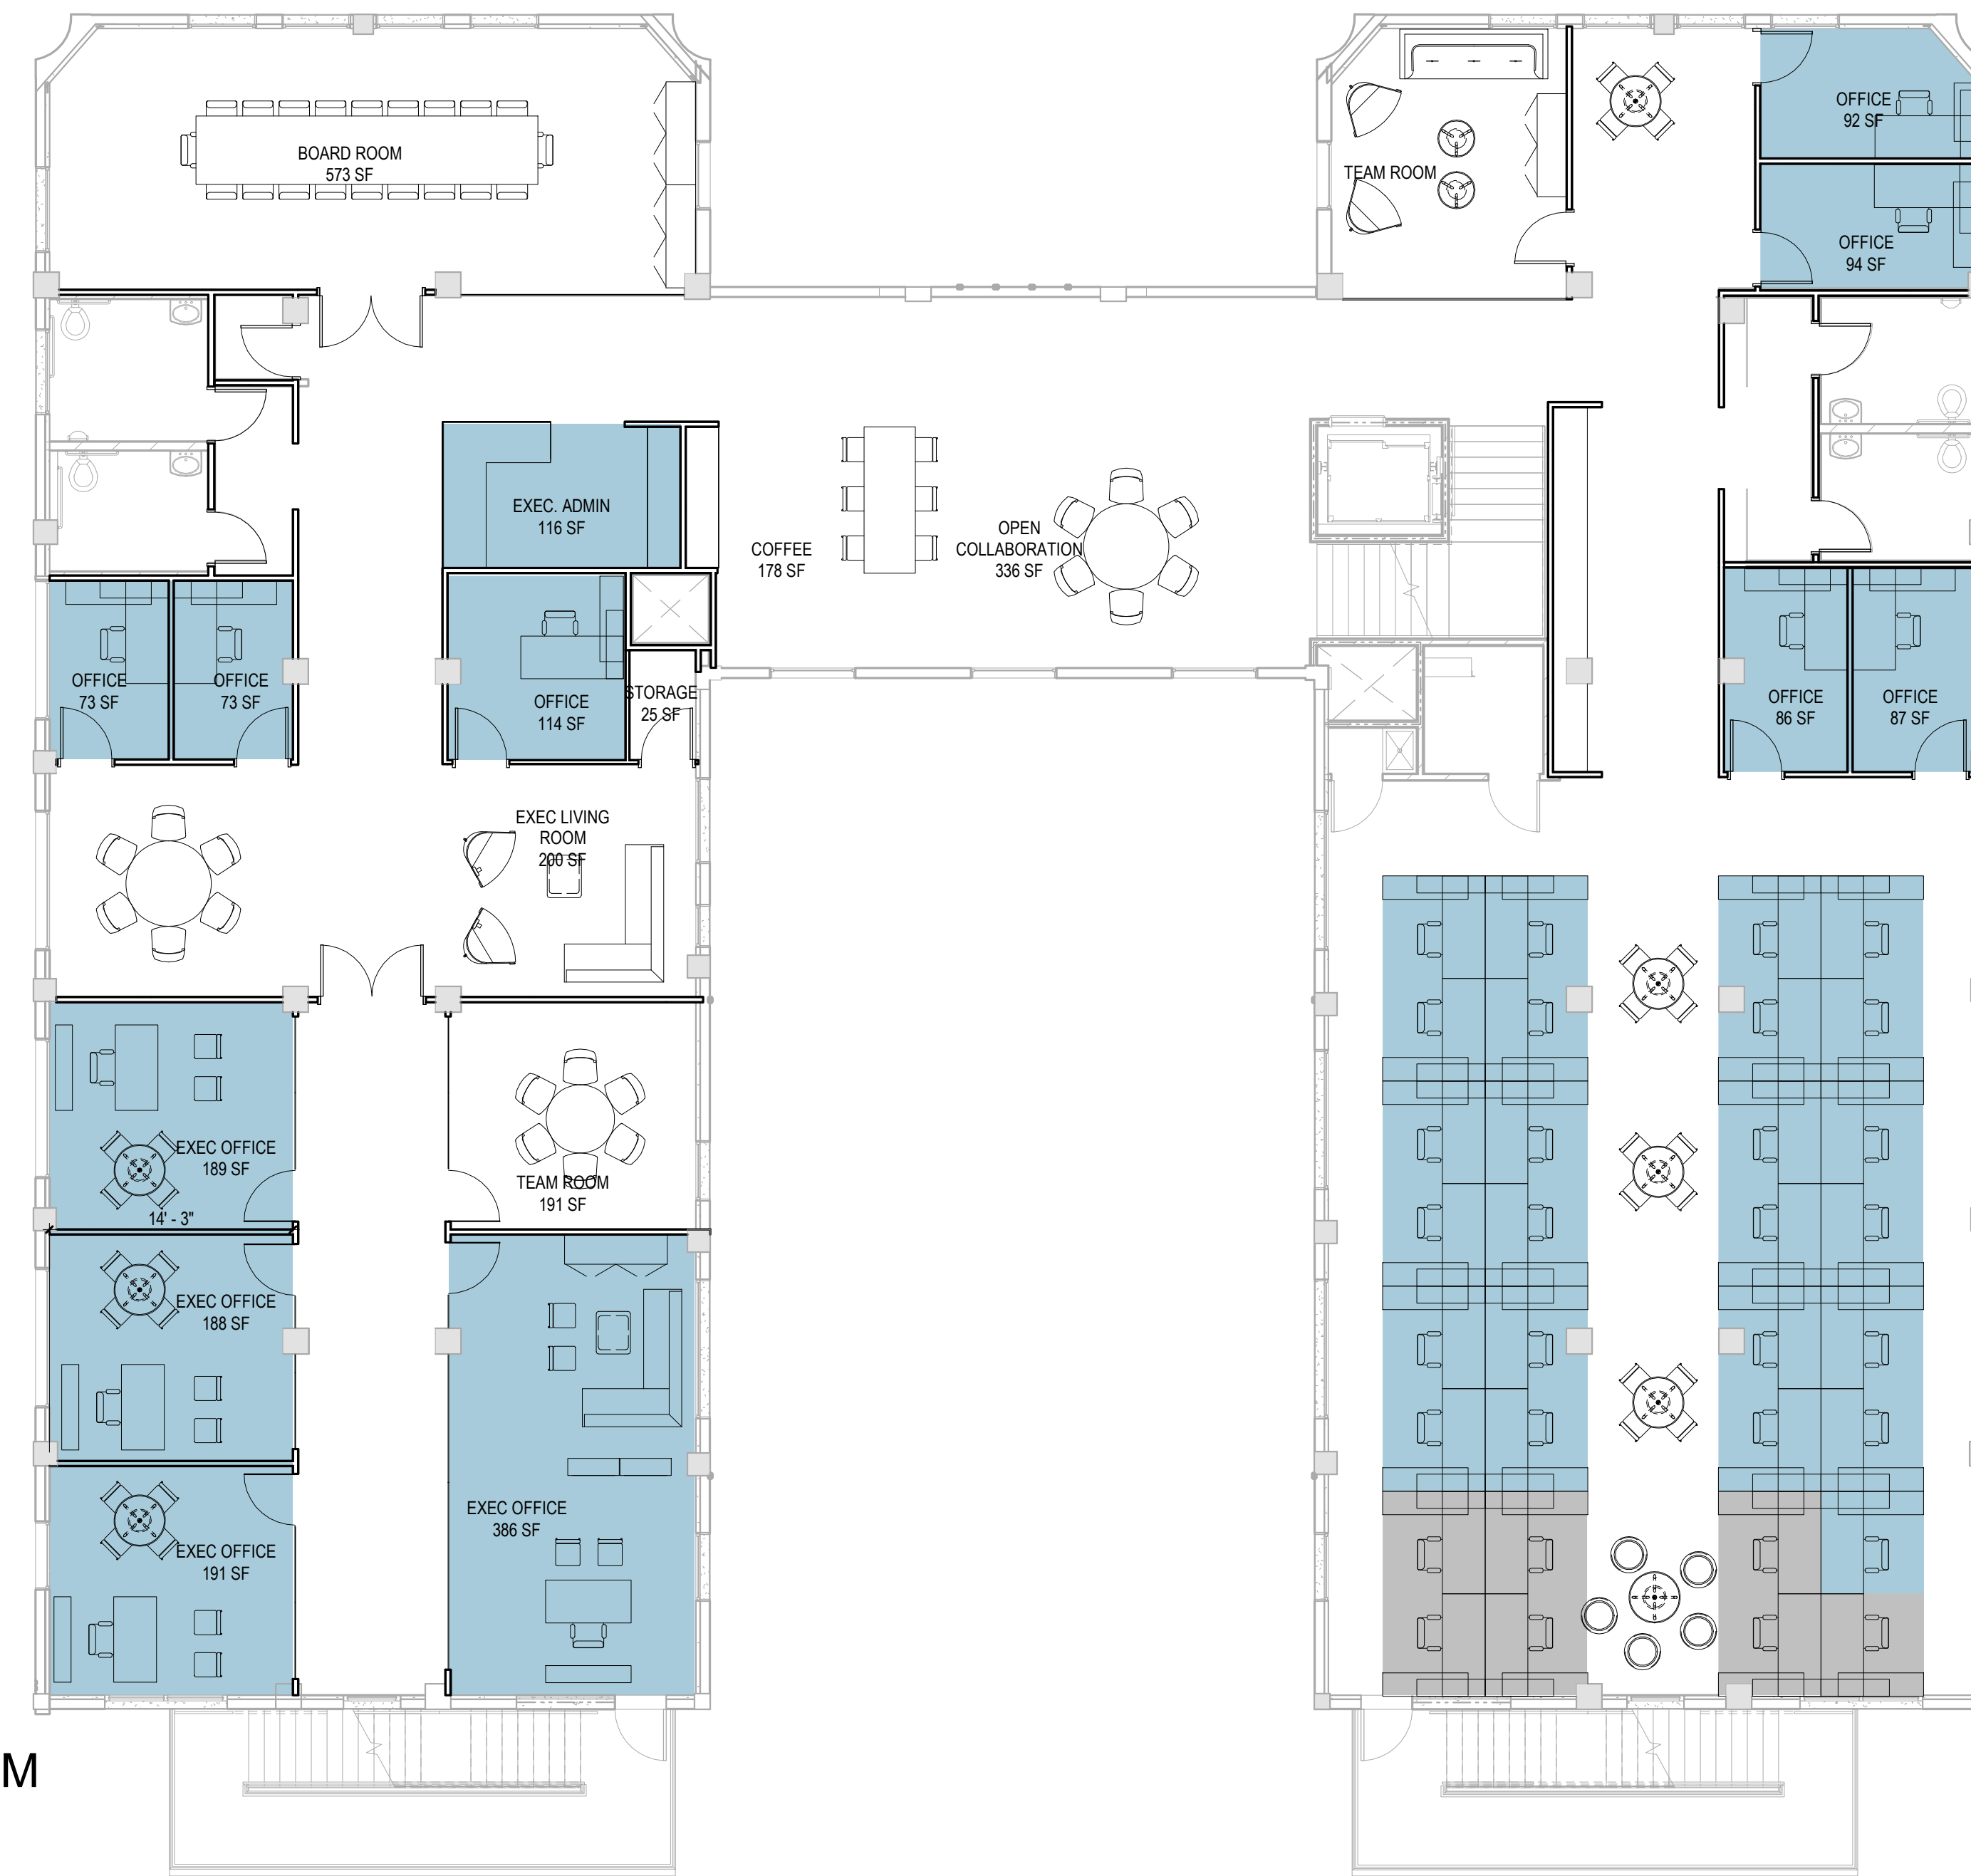 BOARD ROOM
573 SF
TEAM ROOM
OFFICE
92 SF
OFFICE
94 SF
EXEC. ADMIN
116 SF
COFFEE
178 SF
OPEN
COLLABORATION
336 SF
OFFICE
73 SF
OFFICE
73 SF
OFFICE
114 SF
STORAGE
25 SF
OFFICE
86 SF
OFFICE
87 SF
EXEC LIVING
ROOM
200 SF
EXEC OFFICE
189 SF
14' - 3"
TEAM ROOM
191 SF
EXEC OFFICE
188 SF
EXEC OFFICE
386 SF
EXEC OFFICE
191 SF
M